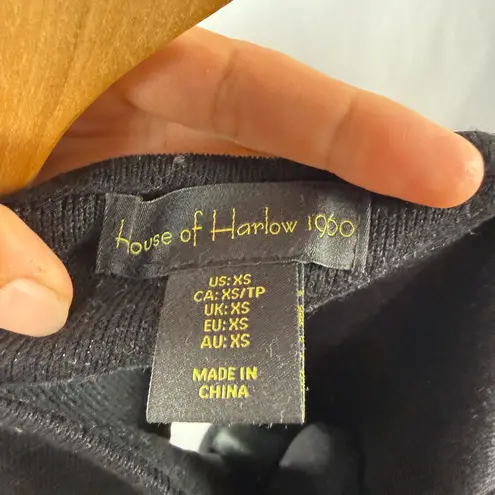 House of Harlow 1960
US: XS
CA: XS/TP
UK: XS
EU: XS
AU: XS
MADE IN
CHINA